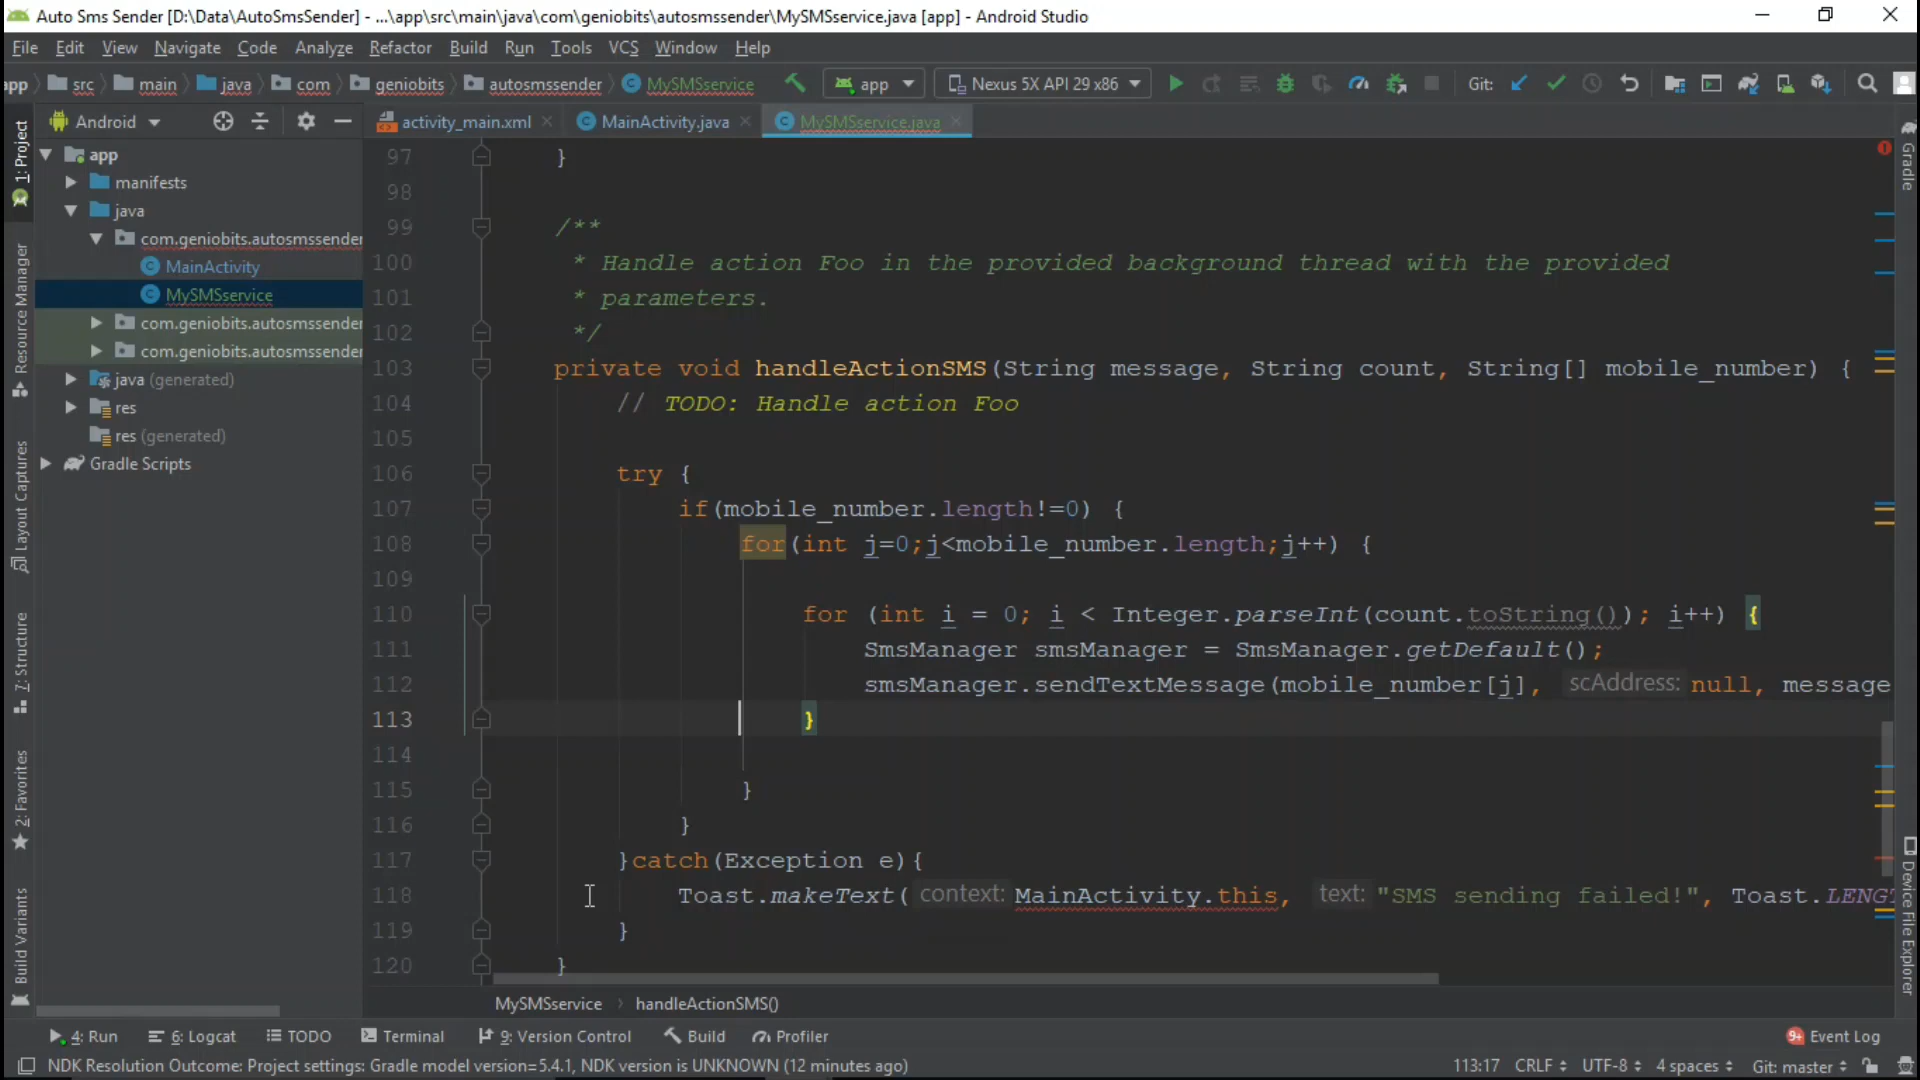 Auto Sms Sender [D:\Data\AutoSmsSender] - ...\app\src\main\java\com\geniobits\autosmssender\MySMSservice.java [app] - Android Studio
File Edit View Navigate Code Analyze Refactor Build Run Tools VCS Window Help
app src main java com geniobits autosmssender MySMSservice app Nexus 5X API 29 x86 Git:
1: Project
Resource Manager
Layout Captures
7: Structure
2: Favorites
Build Variants
Android
app
manifests
java
com.geniobits.autosmssender
MainActivity
MySMSservice
com.geniobits.autosmssender
com.geniobits.autosmssender
java (generated)
res
res (generated)
Gradle Scripts
activity_main.xml MainActivity.java MySMSservice.java
97 }
98
99 /**
100 * Handle action Foo in the provided background thread with the provided
101 * parameters.
102 */
103 private void handleActionSMS(String message, String count, String[] mobile_number) {
104 // TODO: Handle action Foo
105
106 try {
107 if(mobile_number.length!=0) {
108 for(int j=0;j<mobile_number.length;j++) {
109
110 for (int i = 0; i < Integer.parseInt(count.toString()); i++) {
111 SmsManager smsManager = SmsManager.getDefault();
112 smsManager.sendTextMessage(mobile_number[j], scAddress: null, message
113 }
114
115 }
116 }
117 }catch(Exception e){
118 Toast.makeText( context: MainActivity.this, text: "SMS sending failed!", Toast.LENG
119 }
120 }
MySMSservice > handleActionSMS()
Gradle
Device File Explorer
4: Run 6: Logcat TODO Terminal 9: Version Control Build Profiler 9+ Event Log
NDK Resolution Outcome: Project settings: Gradle model version=5.4.1, NDK version is UNKNOWN (12 minutes ago) 113:17 CRLF UTF-8 4 spaces Git: master